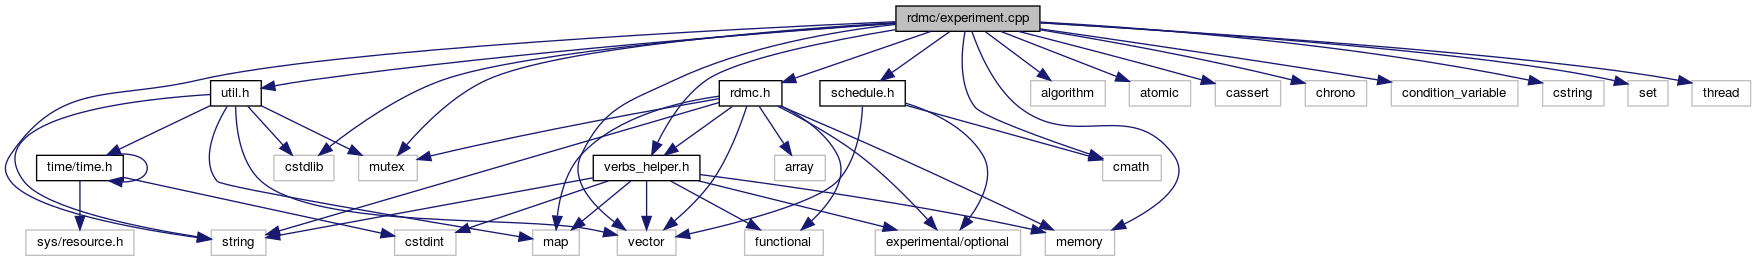 rdmc/experiment.cpp
util.h
rdmc.h
schedule.h
algorithm
atomic
cassert
chrono
condition_variable
cstring
set
thread
time/time.h
cstdlib
mutex
verbs_helper.h
array
cmath
sys/resource.h
string
cstdint
map
vector
functional
experimental/optional
memory